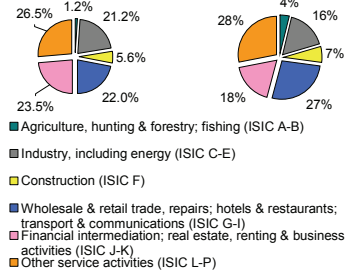 26.5% 1.2% 21.2%
5.6%
23.5% 22.0%
28% 4% 16%
7%
18% 27%
Agriculture, hunting & forestry; fishing (ISIC A-B)
Industry, including energy (ISIC C-E)
Construction (ISIC F)
Wholesale & retail trade, repairs; hotels & restaurants;
transport & communications (ISIC G-I)
Financial intermediation; real estate, renting & business
activities (ISIC J-K)
Other service activities (ISIC L-P)